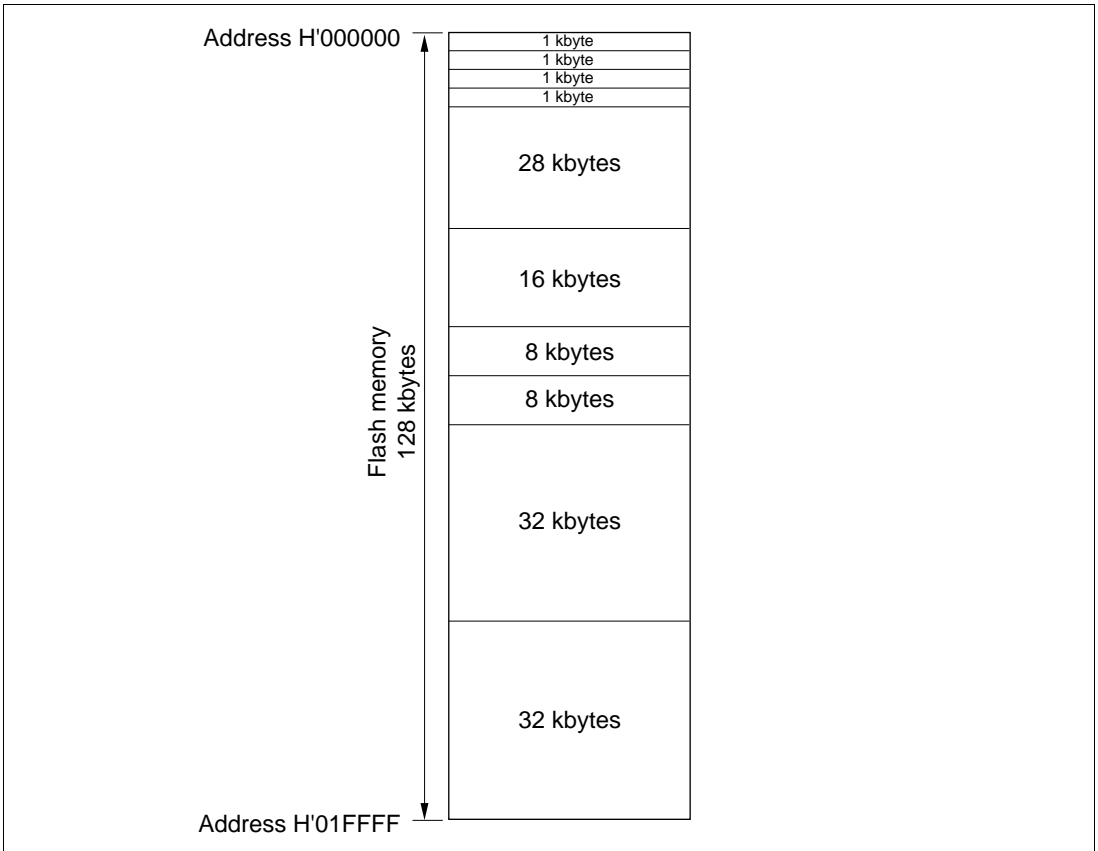 Address H'000000
1 kbyte
1 kbyte
1 kbyte
1 kbyte
28 kbytes
16 kbytes
8 kbytes
8 kbytes
Flash memory
128 kbytes
32 kbytes
32 kbytes
Address H'01FFFF